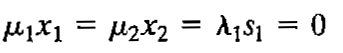 μ₁x₁ = μ₂x₂ = λ₁s₁ = 0